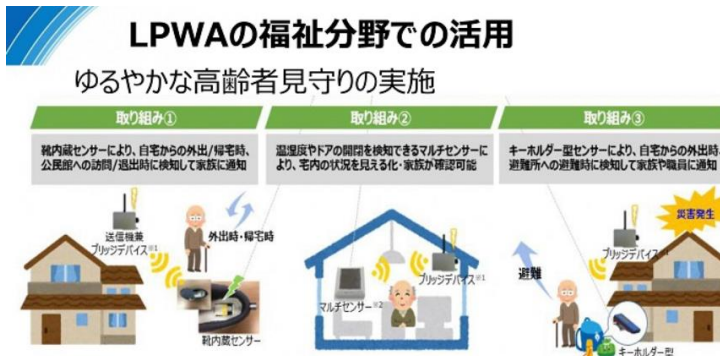 LPWAの福祉分野での活用
ゆるやかな高齢者見守りの実施
取り組み①
靴内蔵センサーにより、自宅からの外出/帰宅時、
公民館への訪問/退出時に検知して家族に通知
送信機兼
ブリッジデバイス※1
外出時・帰宅時
靴内蔵センサー
取り組み②
温湿度やドアの開閉を検知できるマルチセンサーに
より、宅内の状況を見える化・家族が確認可能
ブリッジデバイス※1
マルチセンサー※2
取り組み③
キーホルダー型センサーにより、自宅からの外出時、
避難所への避難時に検知して家族や職員に通知
災害発生
ブリッジデバイス
避難
キーホルダー型